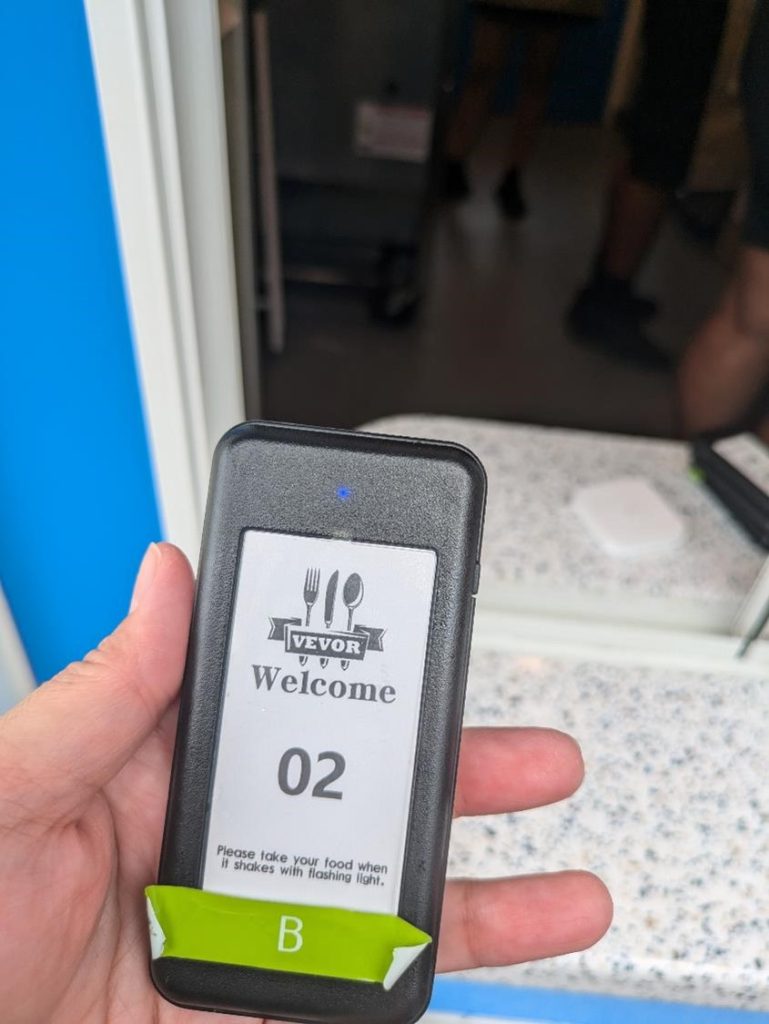 VEVOR
Welcome
02
Please take your food when
it shakes with flashing light.
B